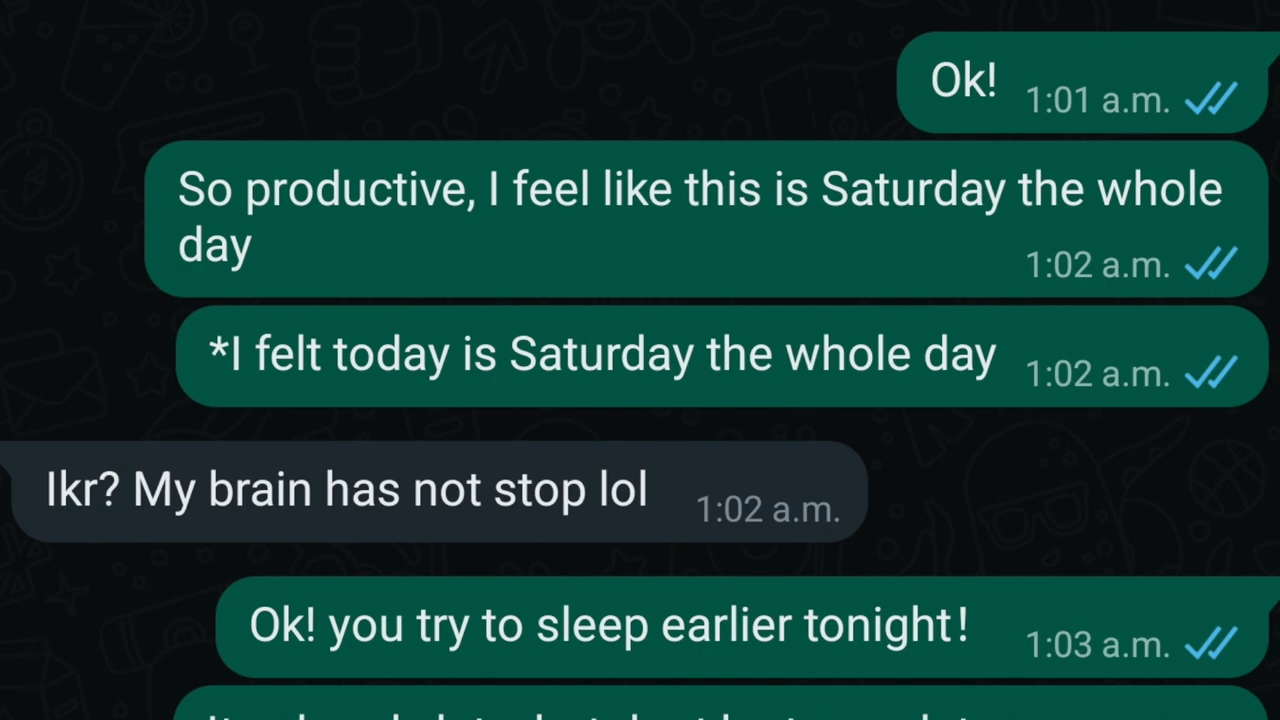 Ok! 1:01 a.m.
So productive, I feel like this is Saturday the whole
day 1:02 a.m.
*I felt today is Saturday the whole day 1:02 a.m.
Ikr? My brain has not stop lol 1:02 a.m.
Ok! you try to sleep earlier tonight! 1:03 a.m.